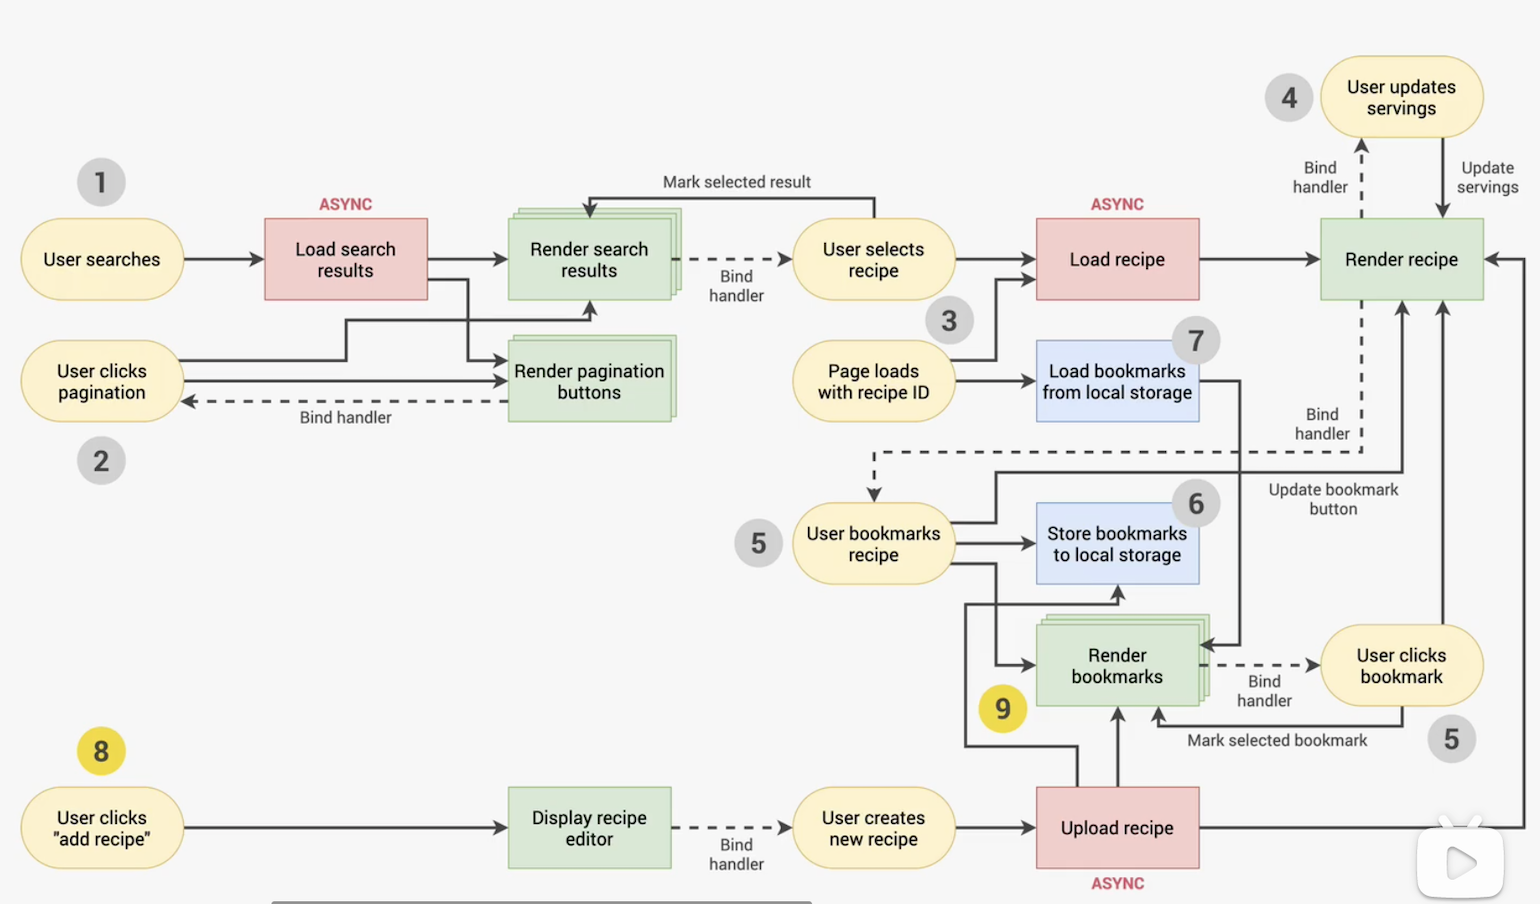 4
User updates
servings
Bind
handler
Update
servings
1
Mark selected result
ASYNC
ASYNC
User searches
Load search
results
Render search
results
Bind
handler
User selects
recipe
Load recipe
Render recipe
3
7
User clicks
pagination
Render pagination
buttons
Bind handler
Page loads
with recipe ID
Load bookmarks
from local storage
2
Bind
handler
Update bookmark
button
6
5
User bookmarks
recipe
Store bookmarks
to local storage
Render
bookmarks
Bind
handler
User clicks
bookmark
9
Mark selected bookmark
5
8
User clicks
"add recipe"
Display recipe
editor
Bind
handler
User creates
new recipe
Upload recipe
ASYNC